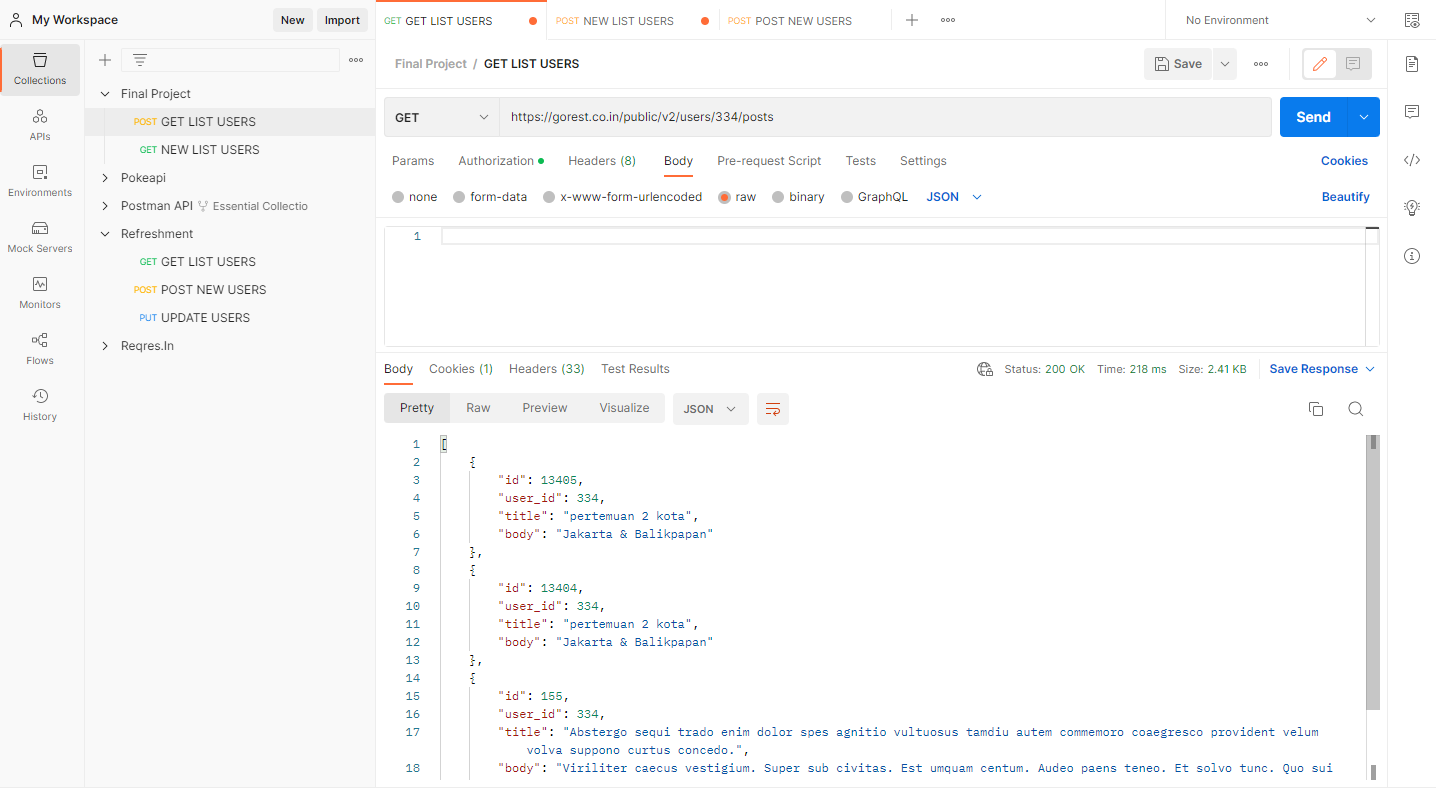 My Workspace
New
Import
GET GET LIST USERS
POST NEW LIST USERS
POST POST NEW USERS
No Environment
Collections
APIs
Environments
Mock Servers
Monitors
Flows
History
Final Project
POST GET LIST USERS
GET NEW LIST USERS
Pokeapi
Postman API Essential Collectio
Refreshment
GET GET LIST USERS
POST POST NEW USERS
PUT UPDATE USERS
Reqres.In
Final Project / GET LIST USERS
Save
GET
https://gorest.co.in/public/v2/users/334/posts
Send
Params Authorization Headers (8) Body Pre-request Script Tests Settings Cookies
none form-data x-www-form-urlencoded raw binary GraphQL JSON Beautify
1
Body Cookies (1) Headers (33) Test Results Status: 200 OK Time: 218 ms Size: 2.41 KB Save Response
Pretty Raw Preview Visualize JSON
1 [
2 {
3 "id": 13405,
4 "user_id": 334,
5 "title": "pertemuan 2 kota",
6 "body": "Jakarta & Balikpapan"
7 },
8 {
9 "id": 13404,
10 "user_id": 334,
11 "title": "pertemuan 2 kota",
12 "body": "Jakarta & Balikpapan"
13 },
14 {
15 "id": 155,
16 "user_id": 334,
17 "title": "Abstergo sequi trado enim dolor spes agnitio vultuosus tamdiu autem commemoro coaegresco provident velum
volva suppono curtus concedo.",
18 "body": "Viriliter caecus vestigium. Super sub civitas. Est umquam centum. Audeo paens teneo. Et solvo tunc. Quo sui